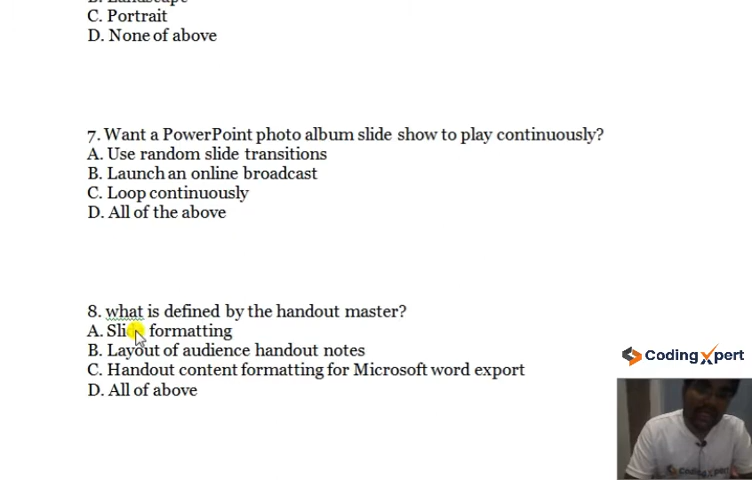 C. Portrait
D. None of above
7. Want a PowerPoint photo album slide show to play continuously?
A. Use random slide transitions
B. Launch an online broadcast
C. Loop continuously
D. All of the above
8. what is defined by the handout master?
A. formatting
B. Layout of audience handout notes
C. Handout content formatting for Microsoft word export
D. All of above
Coding Xpert